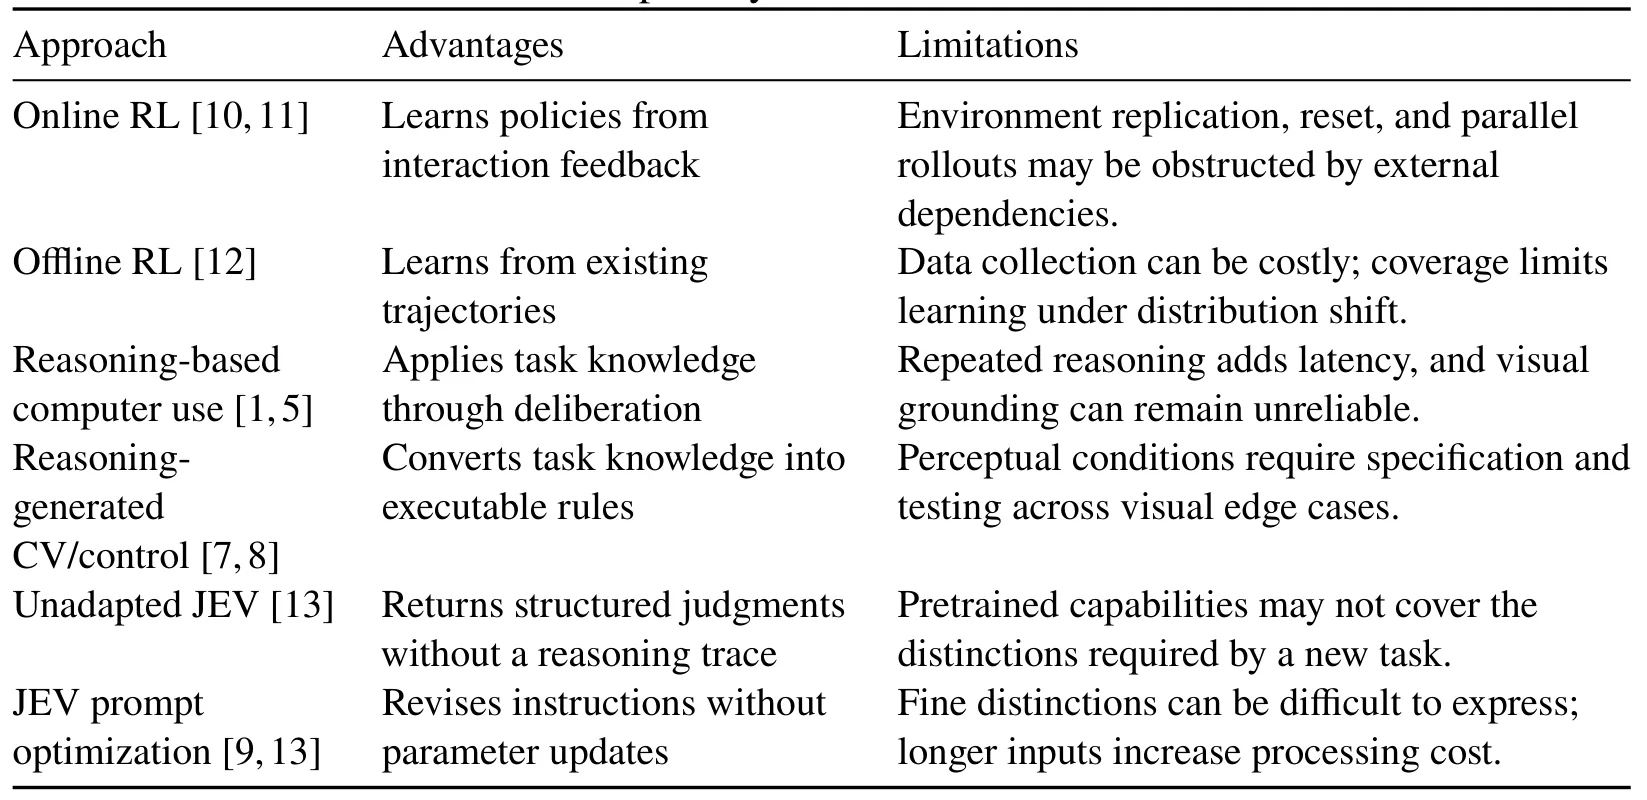 Approach Advantages Limitations
Online RL [10, 11] Learns policies from Environment replication, reset, and parallel
interaction feedback rollouts may be obstructed by external
dependencies.
Offline RL [12] Learns from existing Data collection can be costly; coverage limits
trajectories learning under distribution shift.
Reasoning-based Applies task knowledge Repeated reasoning adds latency, and visual
computer use [1, 5] through deliberation grounding can remain unreliable.
Reasoning- Converts task knowledge into Perceptual conditions require specification and
generated executable rules testing across visual edge cases.
CV/control [7, 8]
Unadapted JEV [13] Returns structured judgments Pretrained capabilities may not cover the
without a reasoning trace distinctions required by a new task.
JEV prompt Revises instructions without Fine distinctions can be difficult to express;
optimization [9, 13] parameter updates longer inputs increase processing cost.